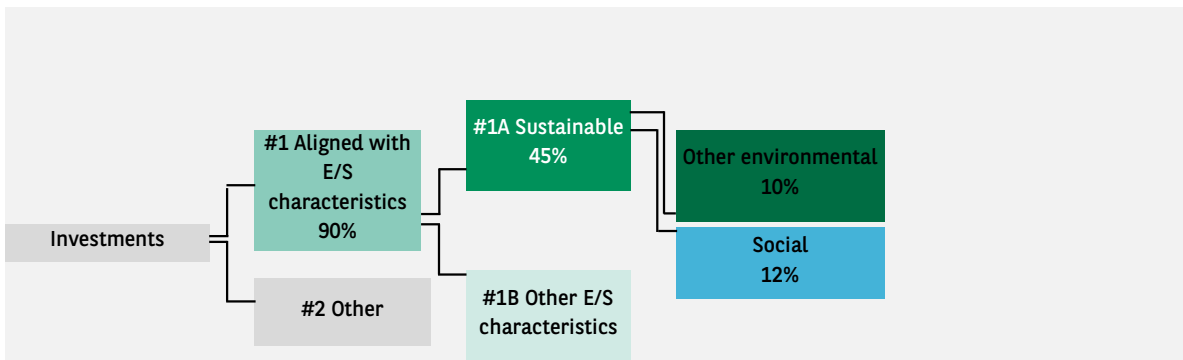 Investments
#1 Aligned with
E/S
characteristics
90%
#2 Other
#1A Sustainable
45%
#1B Other E/S
characteristics
Other environmental
10%
Social
12%